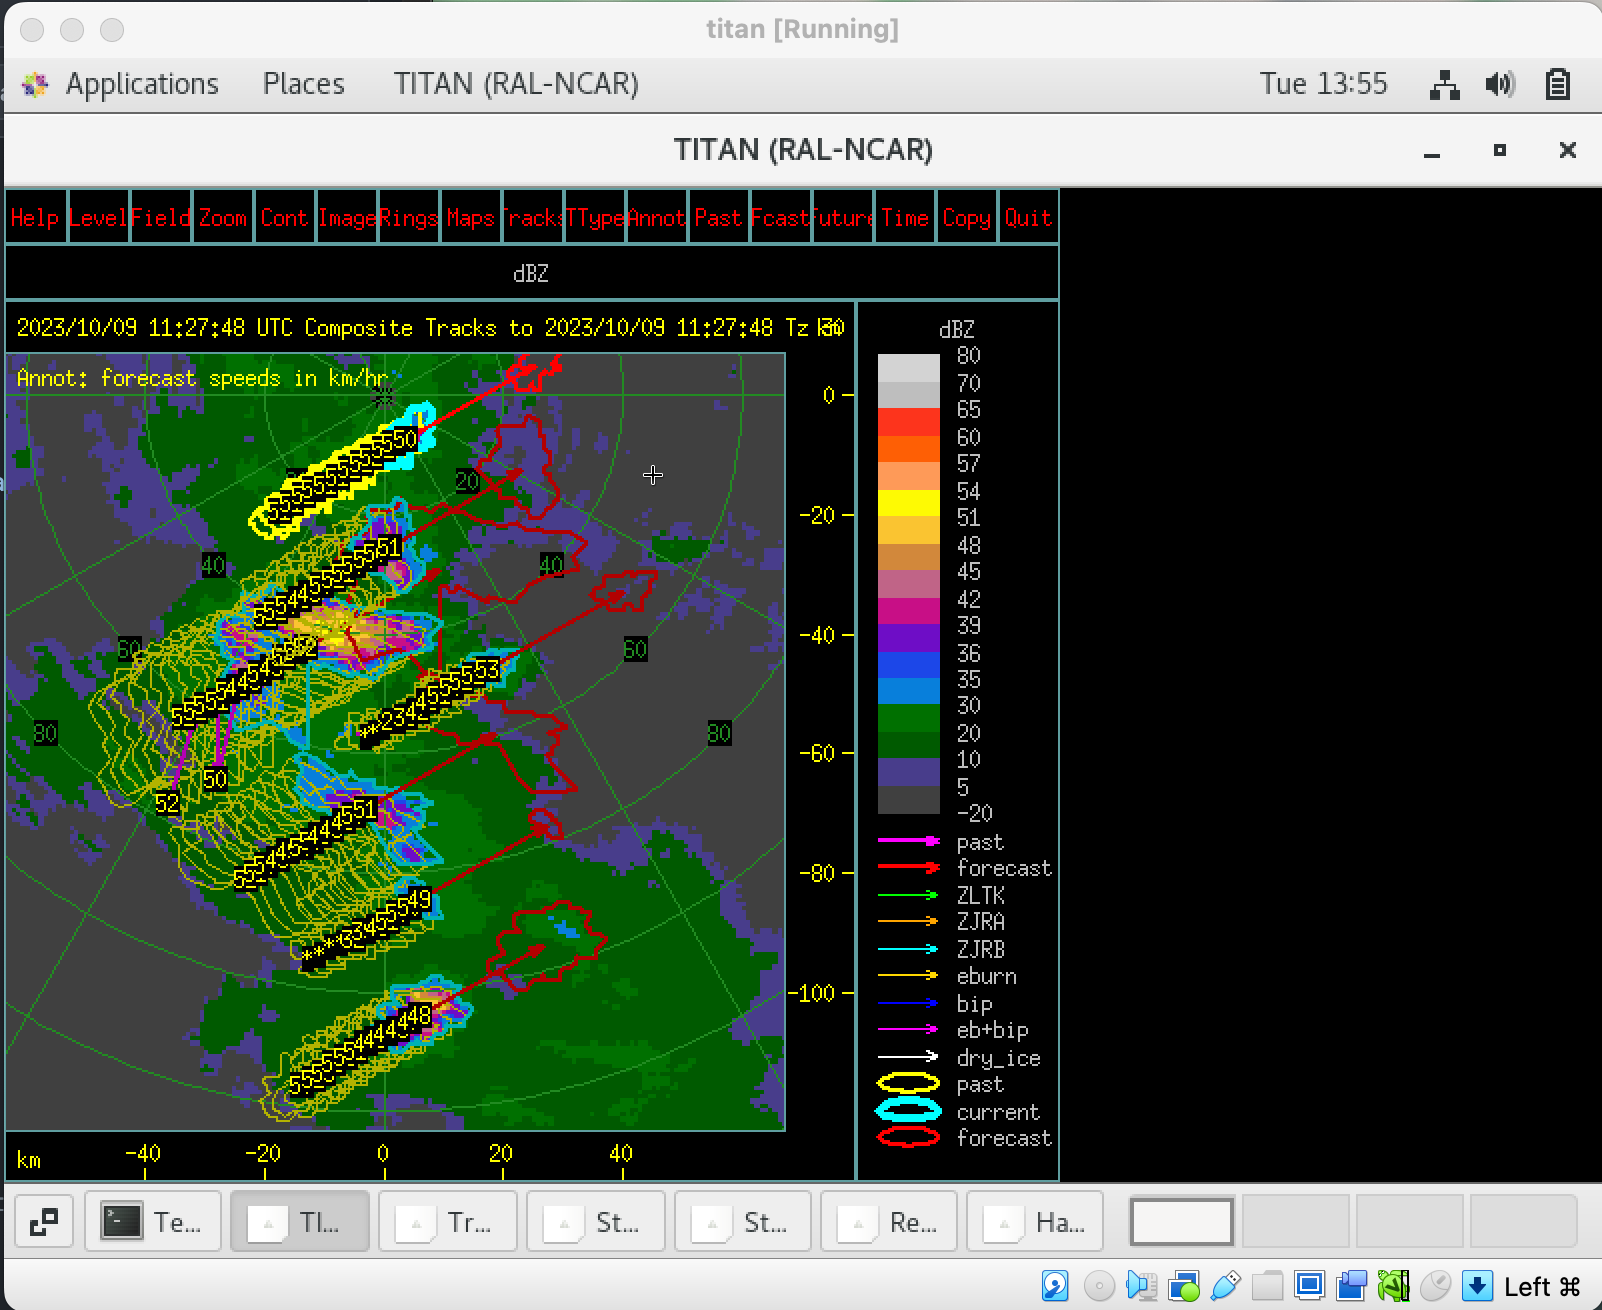 titan [Running]
Applications Places TITAN (RAL-NCAR) Tue 13:55
TITAN (RAL-NCAR)
Help Level Field Zoom Cont Image Rings Maps Tracks TType Annot Past Fcast Future Time Copy Quit
dBZ
2023/10/09 11:27:48 UTC Composite Tracks to 2023/10/09 11:27:48 Tz
Annot: forecast speeds in km/hr
50
20
51
40
40
60
60
53
80
80
50
52
51
49
48
0
-20
-40
-60
-80
-100
km
-40 -20 0 20 40
dBZ
80
70
65
60
57
54
51
48
45
42
39
36
35
30
20
10
5
-20
past
forecast
ZLTK
ZJRA
ZJRB
eburn
bip
eb+bip
dry_ice
past
current
forecast
Te... TI... Tr... St... St... Re... Ha...
Left ⌘